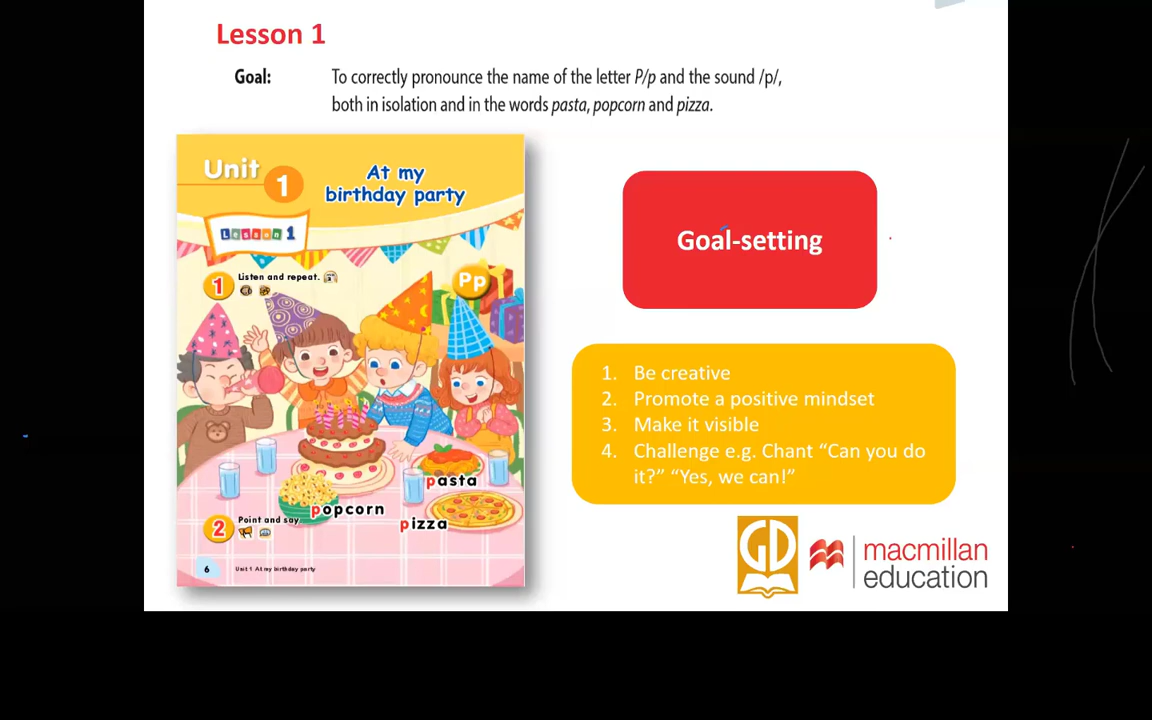 Lesson 1
Goal: To correctly pronounce the name of the letter P/p and the sound /p/,
both in isolation and in the words pasta, popcorn and pizza.
Unit 1
At my
birthday party
Lesson 1
1 Listen and repeat.
Pp
pasta
popcorn
pizza
2 Point and say
6 Unit 1 At my birthday party
Goal-setting
1. Be creative
2. Promote a positive mindset
3. Make it visible
4. Challenge e.g. Chant “Can you do
it?” “Yes, we can!”
GD
macmillan
education